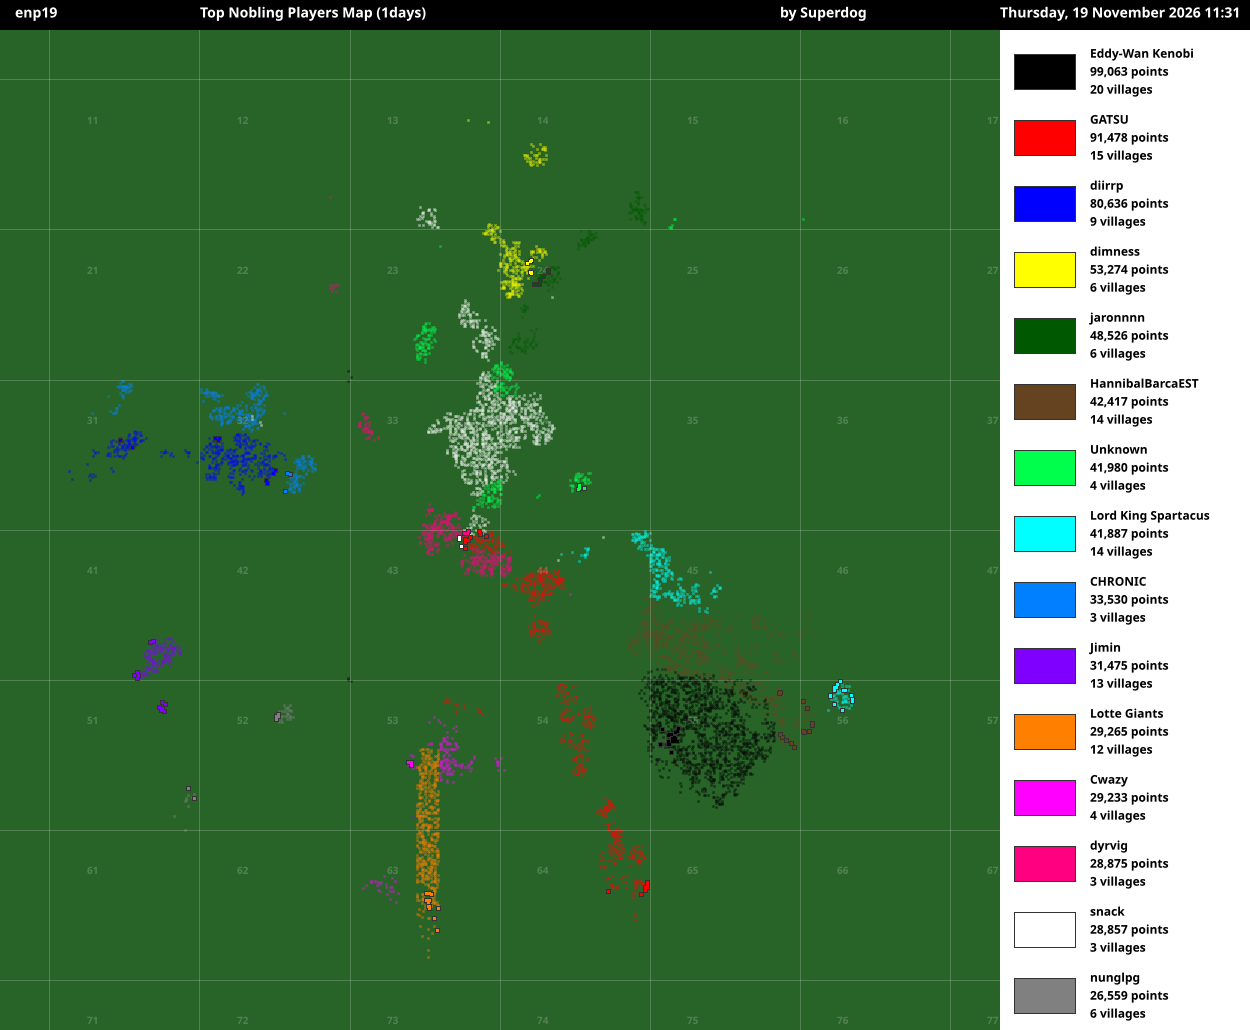 enp19 Top Nobling Players Map (1days) by Superdog Thursday, 19 November 2026 11:31
Eddy-Wan Kenobi
99,063 points
20 villages
GATSU
91,478 points
15 villages
diirrp
80,636 points
9 villages
dimness
53,274 points
6 villages
jaronnnn
48,526 points
6 villages
HannibalBarcaEST
42,417 points
14 villages
Unknown
41,980 points
4 villages
Lord King Spartacus
41,887 points
14 villages
CHRONIC
33,530 points
3 villages
Jimin
31,475 points
13 villages
Lotte Giants
29,265 points
12 villages
Cwazy
29,233 points
4 villages
dyrvig
28,875 points
3 villages
snack
28,857 points
3 villages
nunglpg
26,559 points
6 villages
11 12 13 14 15 16 17
21 22 23 24 25 26 27
31 32 33 35 36 37
41 42 43 44 45 46 47
51 52 53 54 55 56 57
61 62 63 64 65 66 67
71 72 73 74 75 76 77